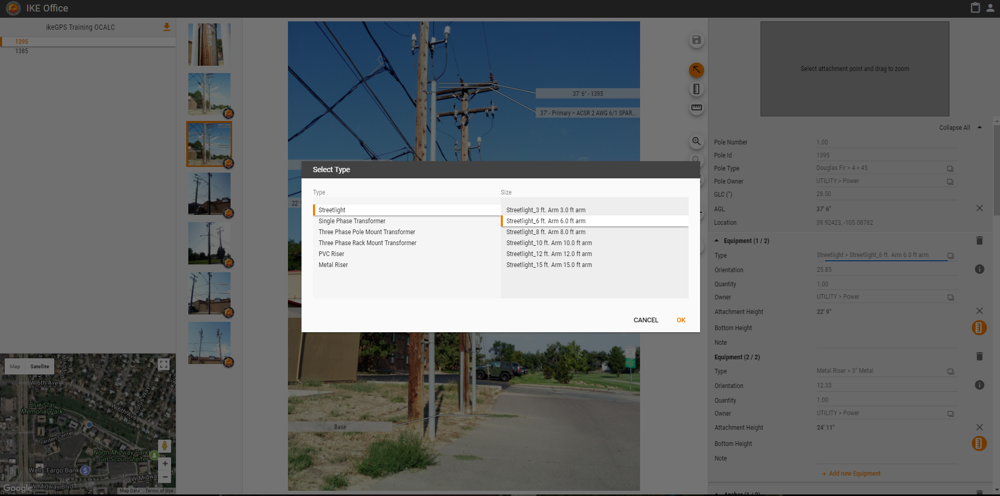 IKE Office
ikeGPS Training OCALC
1395
1385
37' 6" - 1395
37' - Primary > ACSR 2 AWG 6/1 SPAR...
22' 9
Base
Select Type
Type
Streetlight
Single Phase Transformer
Three Phase Pole Mount Transformer
Three Phase Rack Mount Transformer
PVC Riser
Metal Riser
Size
Streetlight_3 ft. Arm 3.0 ft arm
Streetlight_6 ft. Arm 6.0 ft arm
Streetlight_8 ft. Arm 8.0 ft arm
Streetlight_10 ft. Arm 10.0 ft arm
Streetlight_12 ft. Arm 12.0 ft arm
Streetlight_15 ft. Arm 15.0 ft arm
CANCEL
OK
Select attachment point and drag to zoom
Collapse All
Pole Number 1.00
Pole Id 1395
Pole Type Douglas Fir > 4 > 45
Pole Owner UTILITY > Power
GLC (") 28.50
AGL 37' 6"
Location 39.92423, -105.08782
Equipment (1 / 2)
Type Streetlight > Streetlight_6 ft. Arm 6.0 ft arm
Orientation 25.85
Quantity 1.00
Owner UTILITY > Power
Attachment Height 22' 9"
Bottom Height
Note
Equipment (2 / 2)
Type Metal Riser > 3" Metal
Orientation 12.33
Quantity 1.00
Owner UTILITY > Power
Attachment Height 24' 11"
Bottom Height
Note
+ Add new Equipment
Anchor (1 / 2)
Map
Satellite
Poppy W
W 6th Ave
Blue Star
Memorial Park
Lotus Way
W 6th Ave
Garden Center
North Midway Park
- Girl Scout Shelter
Wells Fargo Bank
W Midway
W Midway Blvd
Google
Map Data
Terms of Use